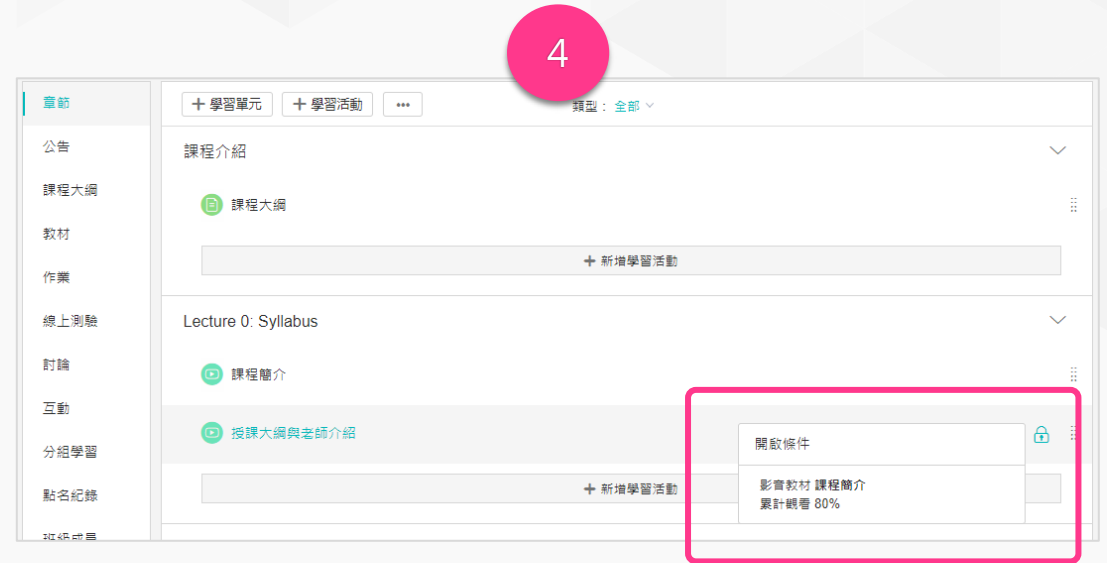 4
章節
公告
課程大綱
教材
作業
線上測驗
討論
互動
分組學習
點名紀錄
班級成員
+ 學習單元 + 學習活動 •••
類型： 全部
課程介紹
課程大綱
+ 新增學習活動
Lecture 0: Syllabus
課程簡介
授課大綱與老師介紹
開啟條件
影音教材 課程簡介
累計觀看 80%
+ 新增學習活動